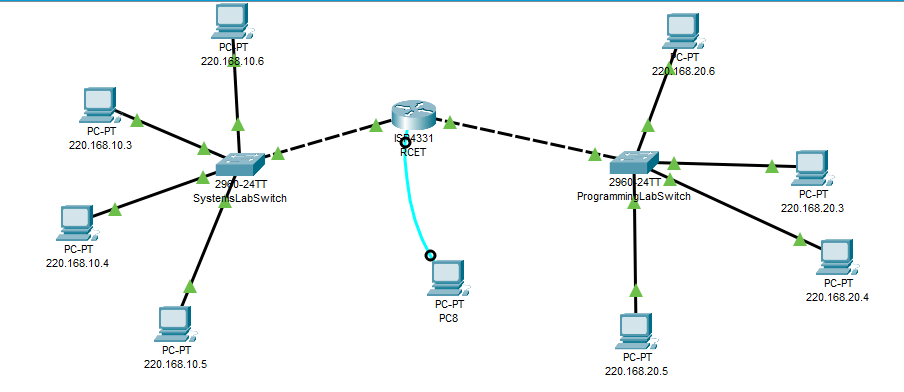 PC-PT
220.168.10.6
PC-PT
220.168.20.6
PC-PT
220.168.10.3
ISR4331
RCET
2960-24TT
SystemsLabSwitch
2960-24TT
ProgrammingLabSwitch
PC-PT
220.168.20.3
PC-PT
220.168.10.4
PC-PT
220.168.20.4
PC-PT
PC8
PC-PT
220.168.10.5
PC-PT
220.168.20.5